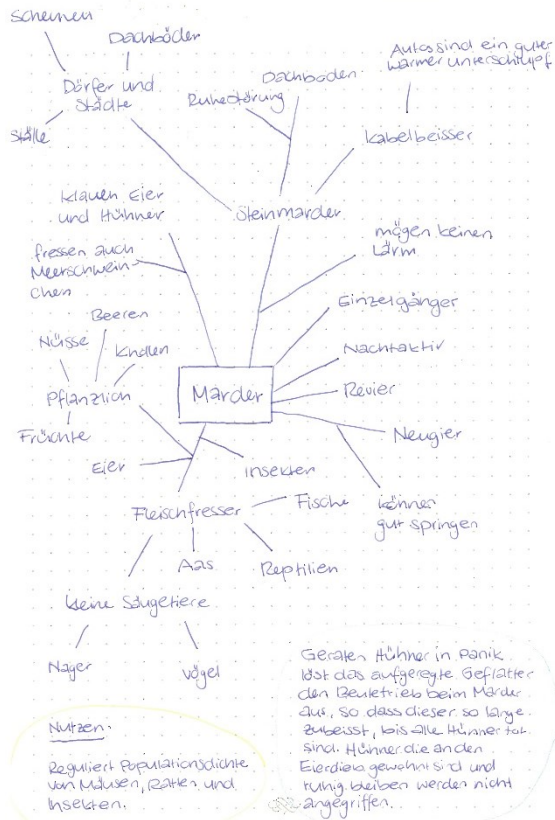 Scheunen
Dachböder
Dörfer und
Städte
Ställe
Dachboden
Ruhestörung
Autos sind ein guter
warmer unterschlupf
kabelbeisser
Steinmarder
klauen Eier
und Hühner
fressen auch
Meerschwein-
chen
mögen keinen
Lärm
Einzelgänger
Nachtaktiv
Revier
Neugier
können
gut springen
Marder
Beeren
Nüsse
Knollen
Pflanzlich
Früchte
Eier
Insekten
Fleischfresser
Fische
Aas
Reptilien
kleine Säugetiere
Nager
Vögel
Nutzen.
Reguliert Populationsdichte
von Mäusen, Ratten und
Insekten.
Geraten Hühner in Panik
löst das aufgeregte Geflatter
den Beutetrieb beim Marder
aus, so dass dieser so lange
zubeisst, bis alle Hühner tot
sind. Hühner die an den
Eierdieb gewohnt sind und
ruhig bleiben werden nicht
angegriffen.